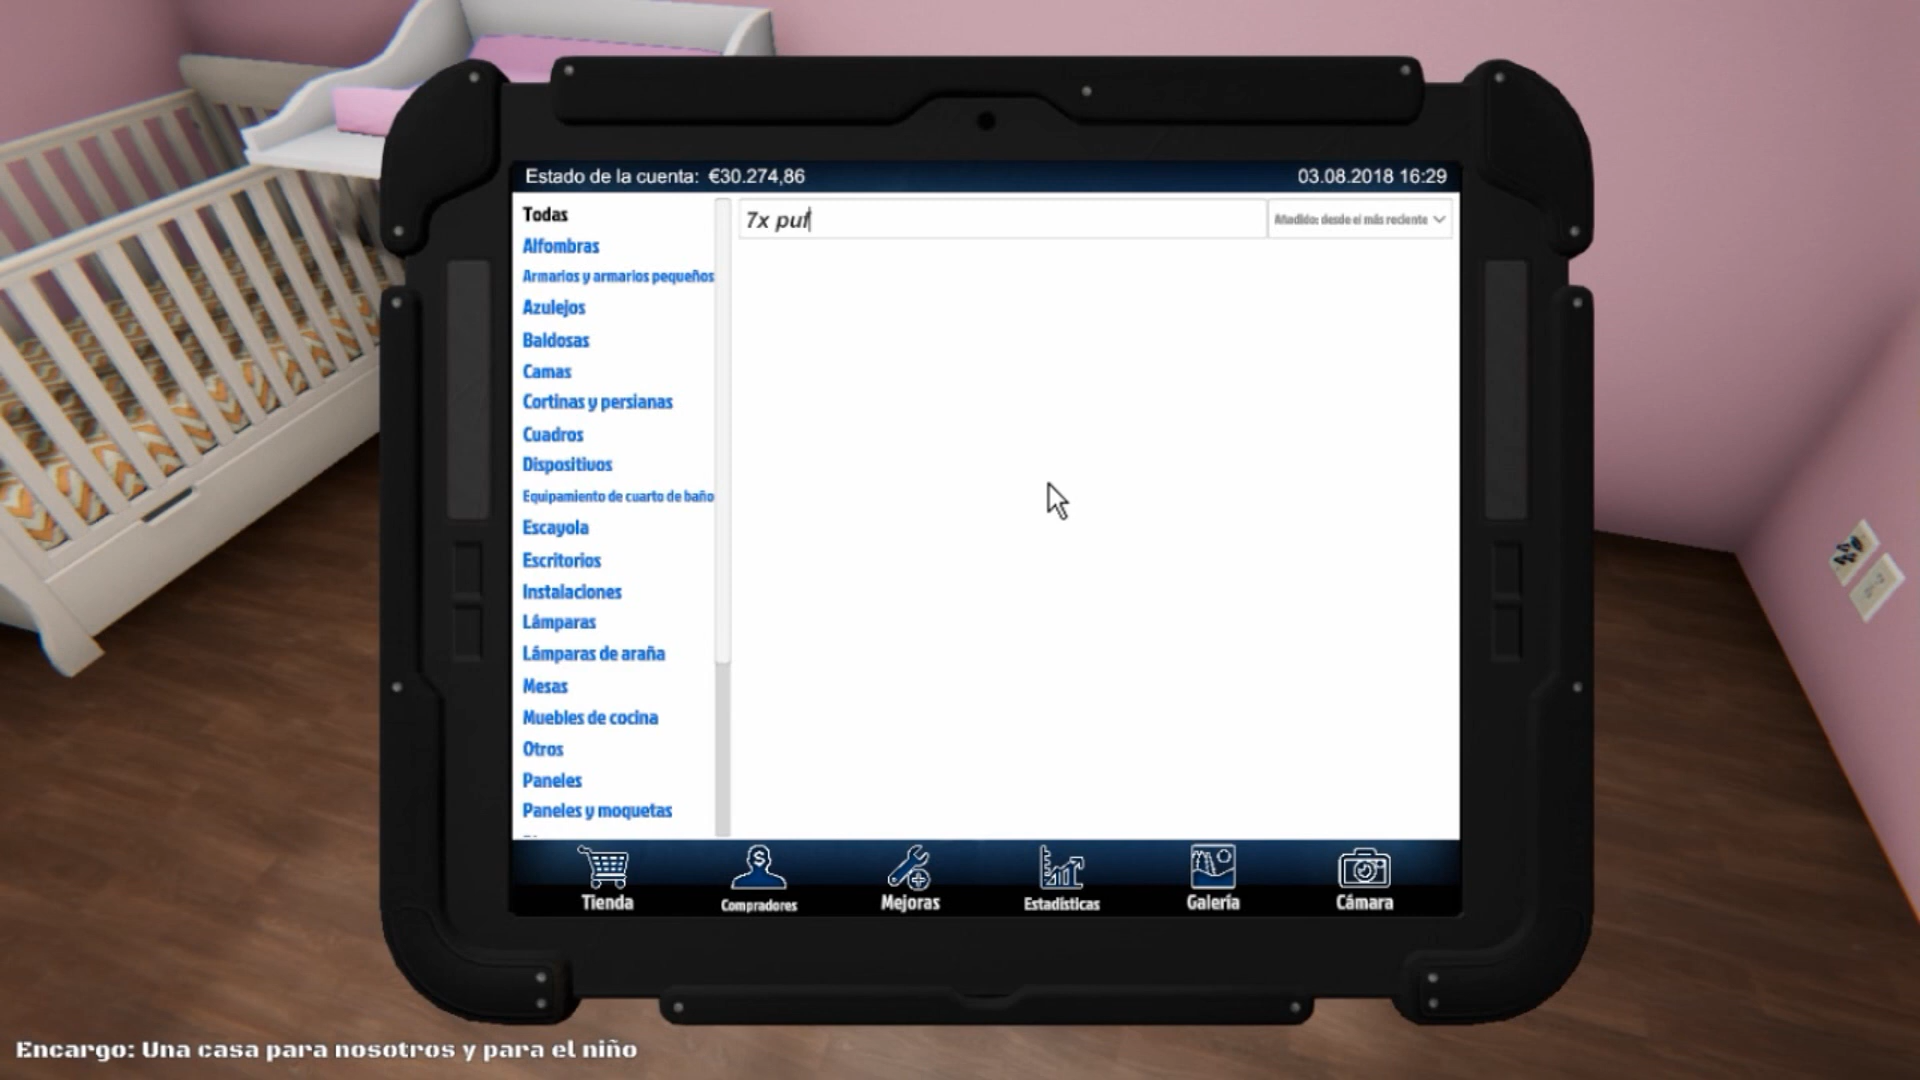 Estado de la cuenta: €30.274,86
03.08.2018 16:29
Todas
7x puf
Añadido: desde el más reciente
Alfombras
Armarios y armarios pequeños
Azulejos
Baldosas
Camas
Cortinas y persianas
Cuadros
Dispositivos
Equipamiento de cuarto de baño
Escayola
Escritorios
Instalaciones
Lámparas
Lámparas de araña
Mesas
Muebles de cocina
Otros
Paneles
Paneles y moquetas
Tienda
Compradores
Mejoras
Estadísticas
Galería
Cámara
Encargo: Una casa para nosotros y para el niño